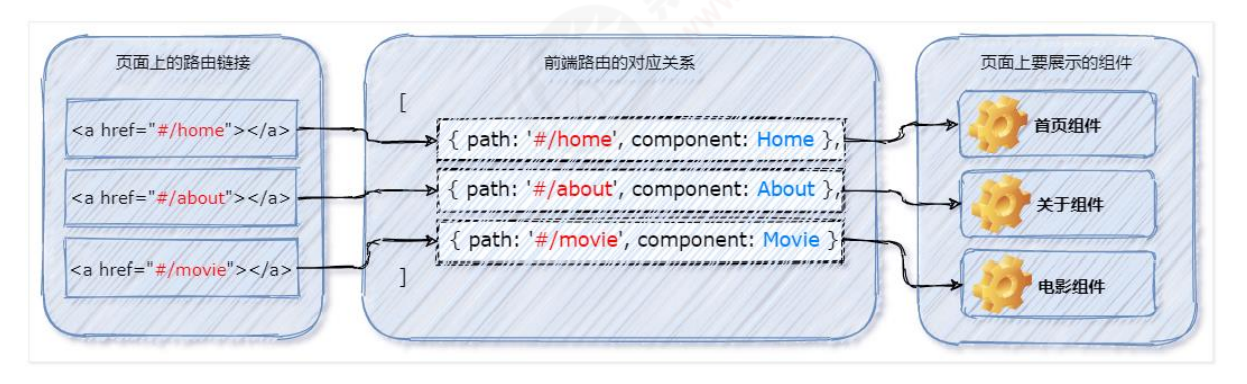 页面上的路由链接
<a href="#/home"></a>
<a href="#/about"></a>
<a href="#/movie"></a>
前端路由的对应关系
[
{ path: '#/home', component: Home },
{ path: '#/about', component: About },
{ path: '#/movie', component: Movie }
]
页面上要展示的组件
首页组件
关于组件
电影组件